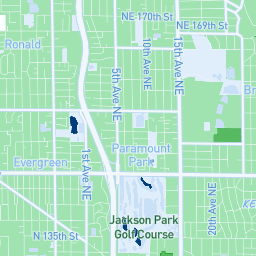 NE 170th St
NE 169th St
Ronald
5th Ave NE
10th Ave NE
15th Ave NE
Br
1st Ave NE
Evergreen
Paramount
Park
20th Ave NE
Jackson Park
Golf Course
N 135th St